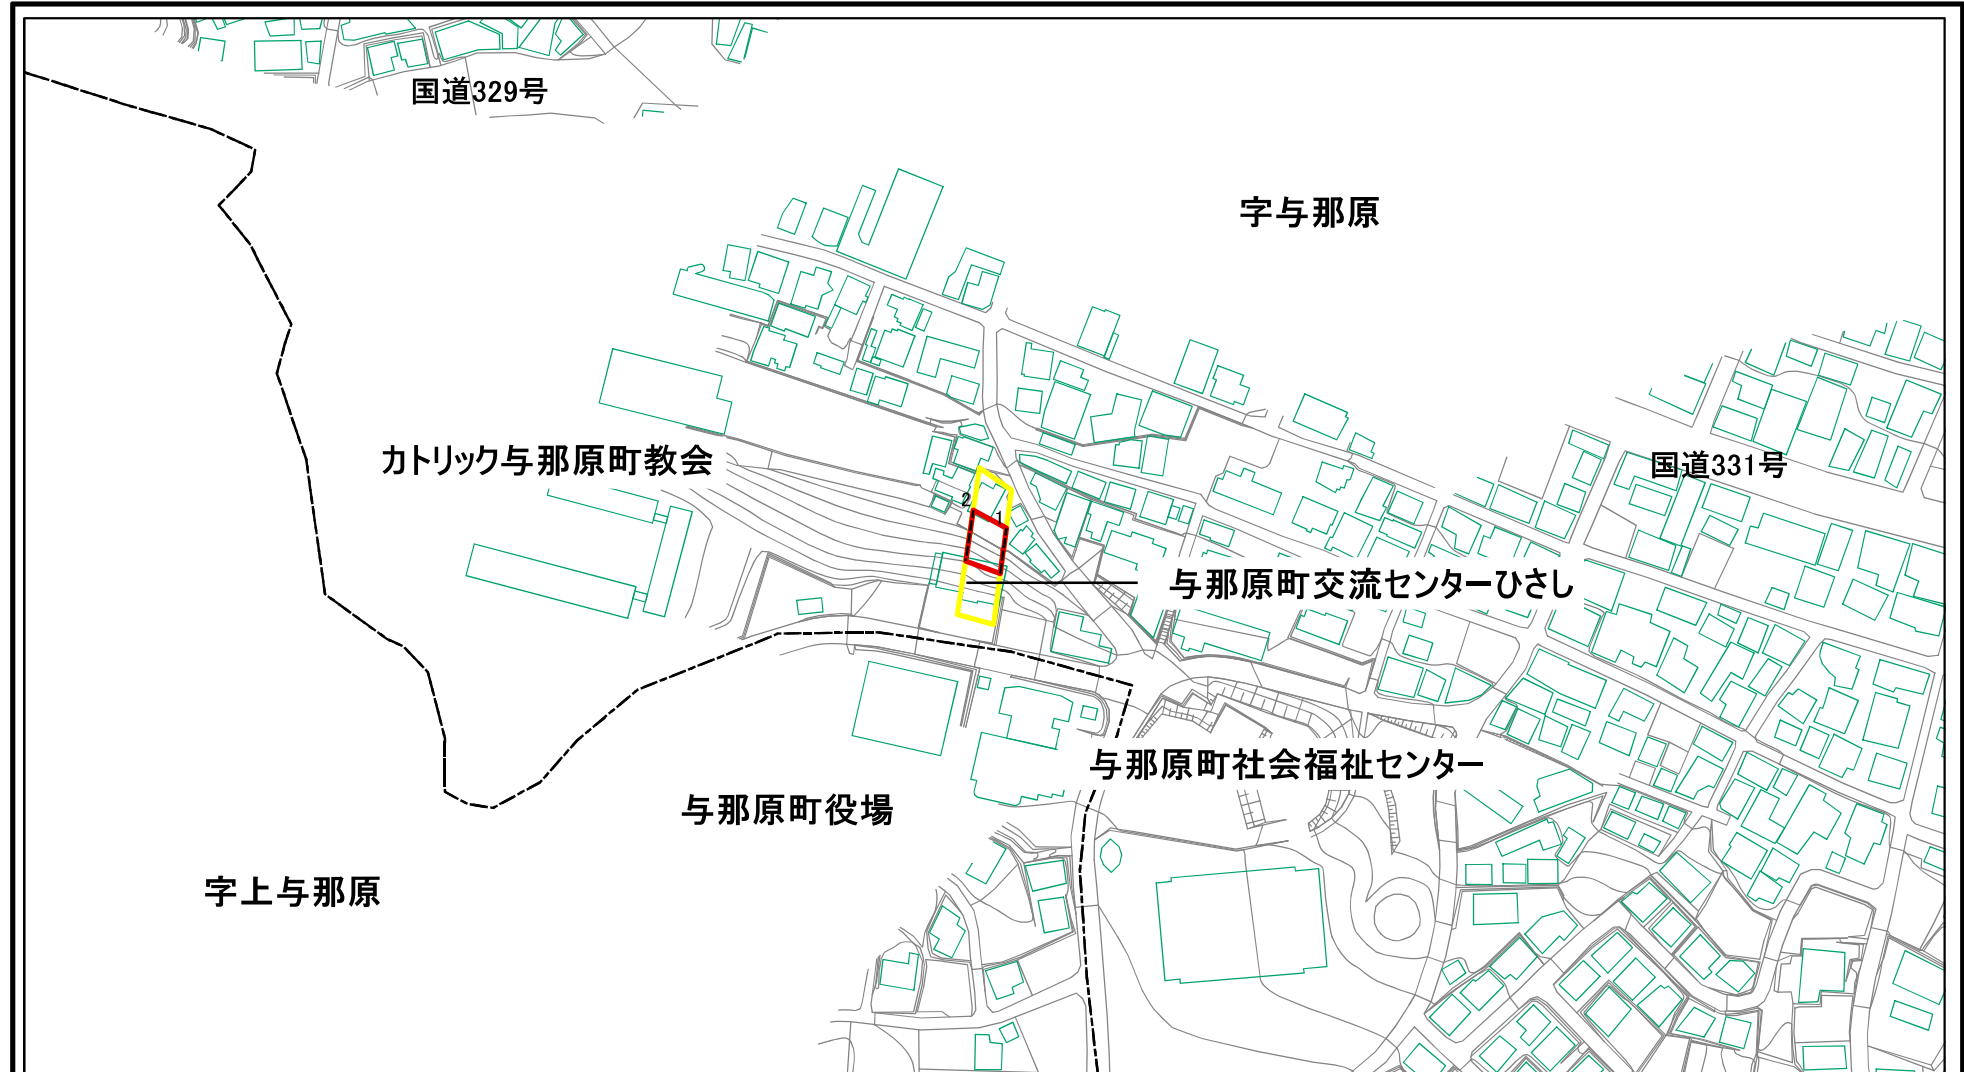 国道329号
字与那原
カトリック与那原町教会
国道331号
2
1
与那原町交流センターひさし
与那原町社会福祉センター
与那原町役場
字上与那原